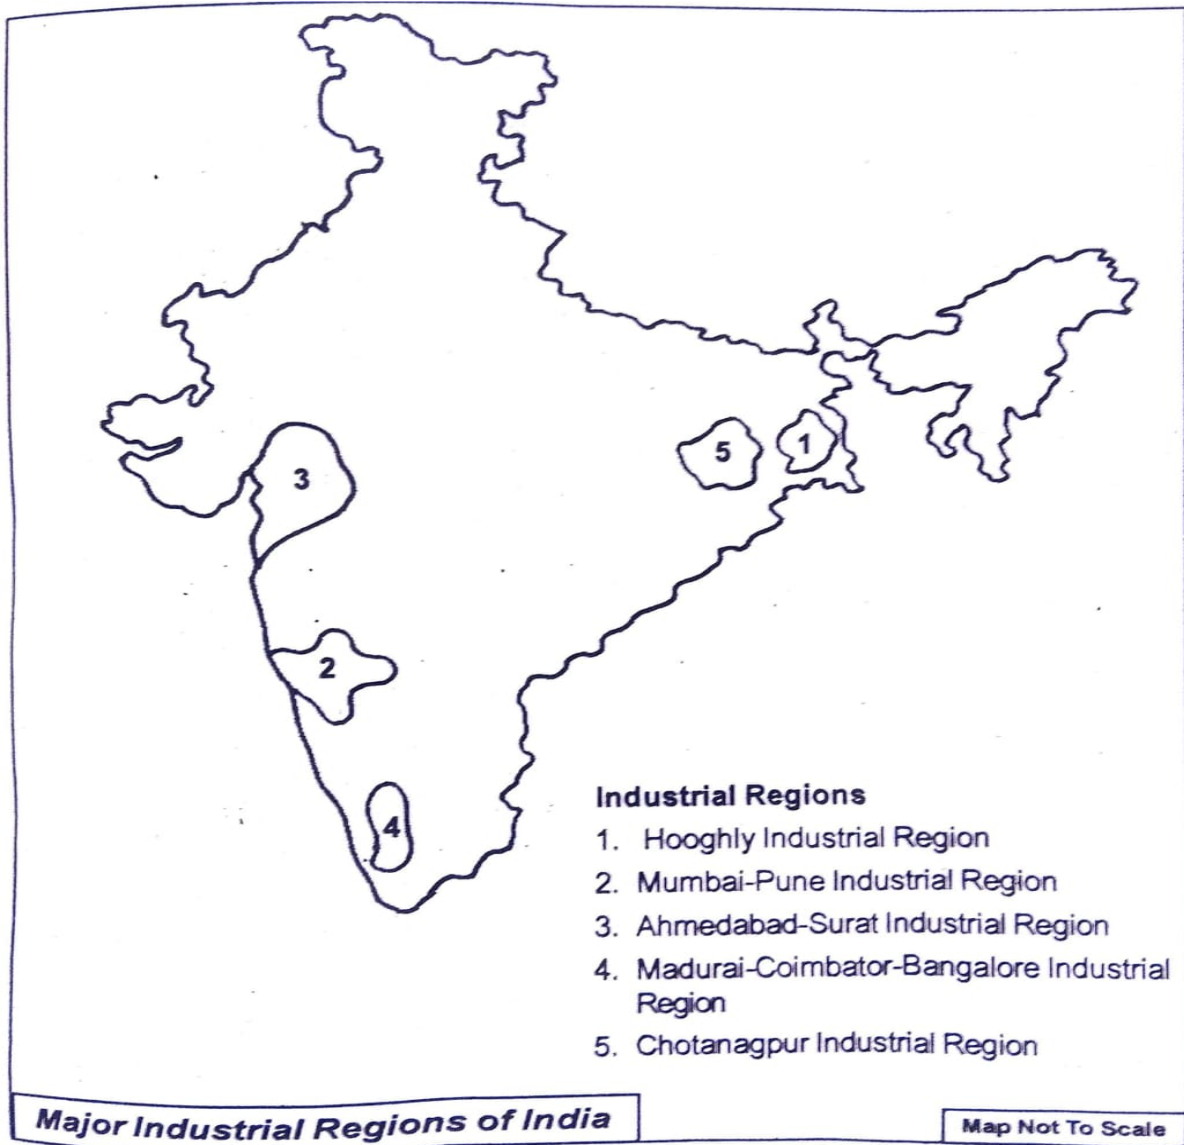 3
5
1
2
4
Industrial Regions
1. Hooghly Industrial Region
2. Mumbai-Pune Industrial Region
3. Ahmedabad-Surat Industrial Region
4. Madurai-Coimbator-Bangalore Industrial
Region
5. Chotanagpur Industrial Region
Major Industrial Regions of India
Map Not To Scale